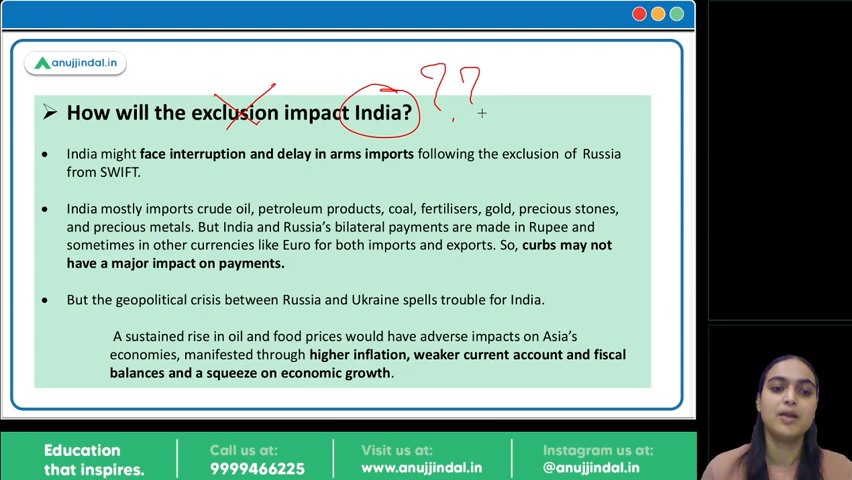 anujjindal.in
How will the exclusion impact India? ??
India might face interruption and delay in arms imports following the exclusion of Russia
from SWIFT.
India mostly imports crude oil, petroleum products, coal, fertilisers, gold, precious stones,
and precious metals. But India and Russia's bilateral payments are made in Rupee and
sometimes in other currencies like Euro for both imports and exports. So, curbs may not
have a major impact on payments.
But the geopolitical crisis between Russia and Ukraine spells trouble for India.
A sustained rise in oil and food prices would have adverse impacts on Asia's
economies, manifested through higher inflation, weaker current account and fiscal
balances and a squeeze on economic growth.
Education
that inspires.
Call us at:
9999466225
Visit us at:
www.anujjindal.in
Instagram us at:
@anujjindal.in